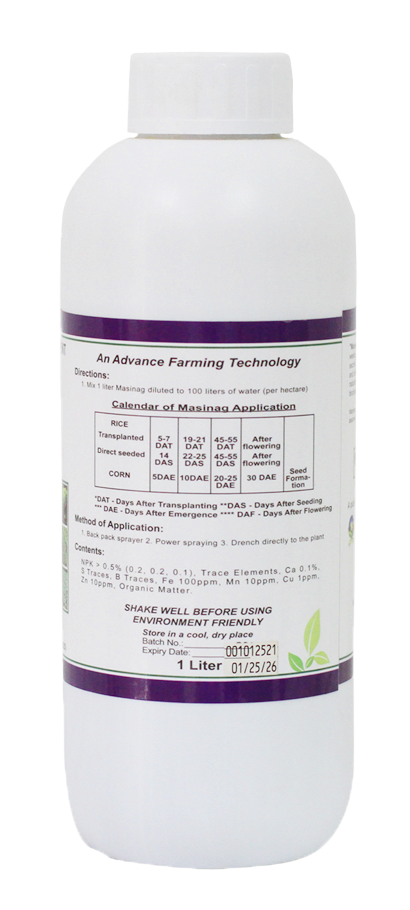 An Advance Farming Technology
Directions:
1. Mix 1 liter Masinag diluted to 100 liters of water (per hectare)
Calendar of Masinag Application
RICE
Transplanted 5-7 DAT 19-21 DAT 45-55 DAT After flowering
Direct seeded 14 DAS 22-25 DAS 45-55 DAS After flowering
CORN 5DAE 10DAE 20-25 DAE 30 DAE Seed Forma-tion
*DAT - Days After Transplanting **DAS - Days After Seeding
*** DAE - Days After Emergence **** DAF - Days After Flowering
Method of Application:
1. Back pack sprayer 2. Power spraying 3. Drench directly to the plant
Contents:
NPK > 0.5% (0.2, 0.2, 0.1), Trace Elements, Ca 0.1%,
S Traces, B Traces, Fe 100ppm, Mn 10ppm, Cu 1ppm,
Zn 10ppm, Organic Matter.
SHAKE WELL BEFORE USING
ENVIRONMENT FRIENDLY
Store in a cool, dry place
Batch No.:
Expiry Date: 001012521
1 Liter 01/25/26